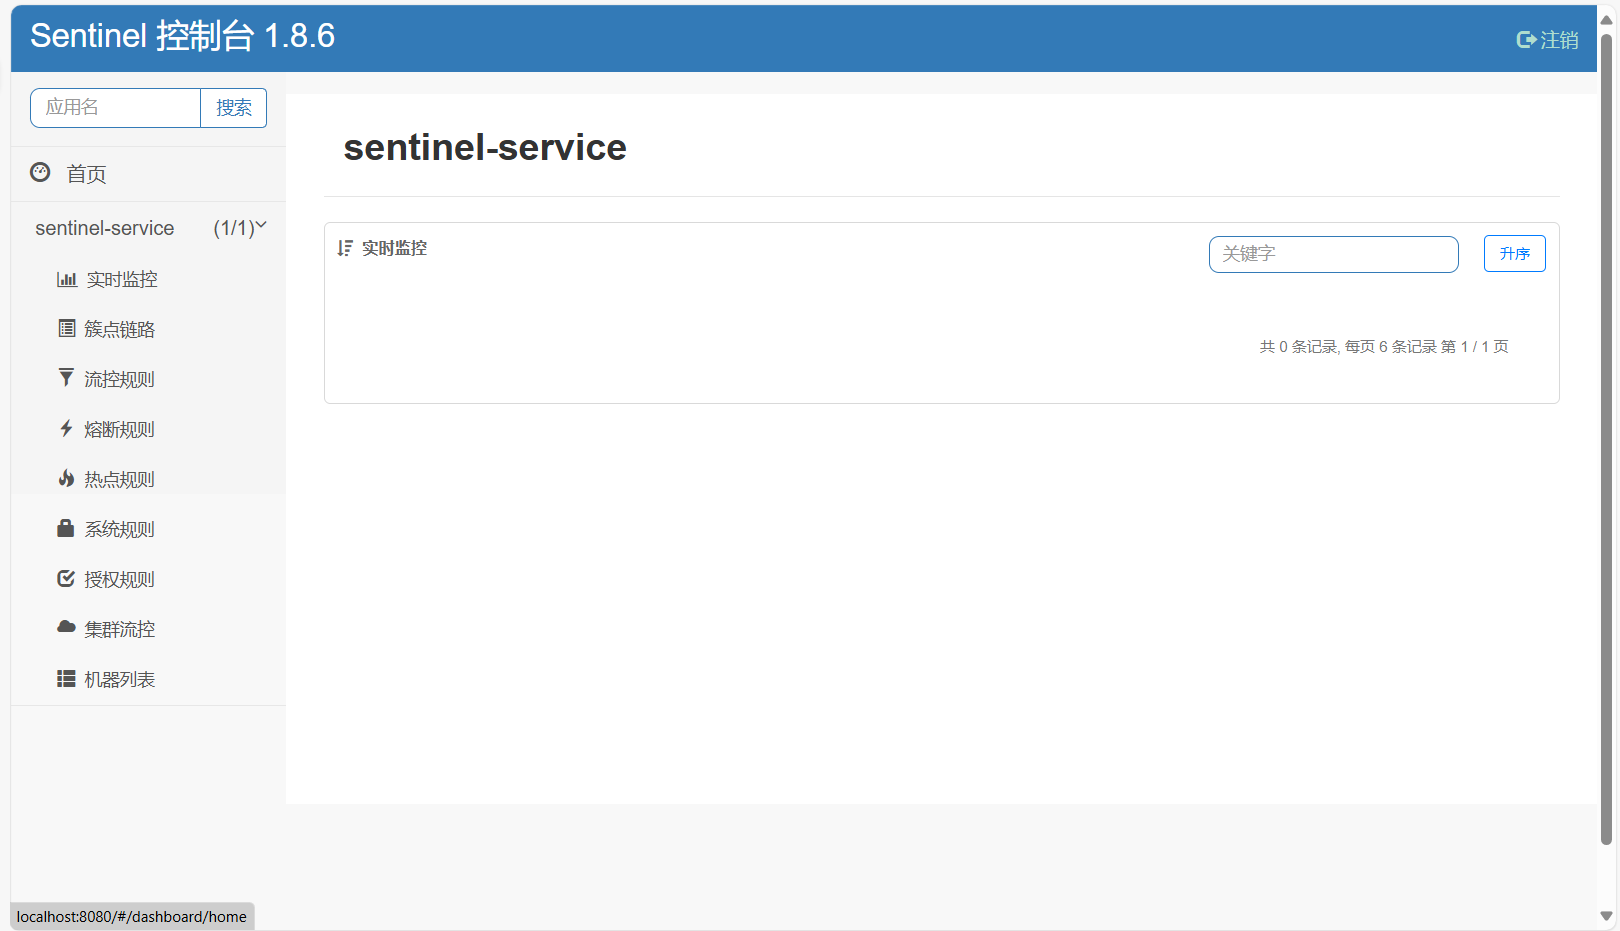 Sentinel 控制台 1.8.6
注销
应用名
搜索
首页
sentinel-service (1/1)
实时监控
簇点链路
流控规则
熔断规则
热点规则
系统规则
授权规则
集群流控
机器列表
sentinel-service
实时监控
关键字
升序
共 0 条记录, 每页 6 条记录 第 1 / 1 页
localhost:8080/#/dashboard/home